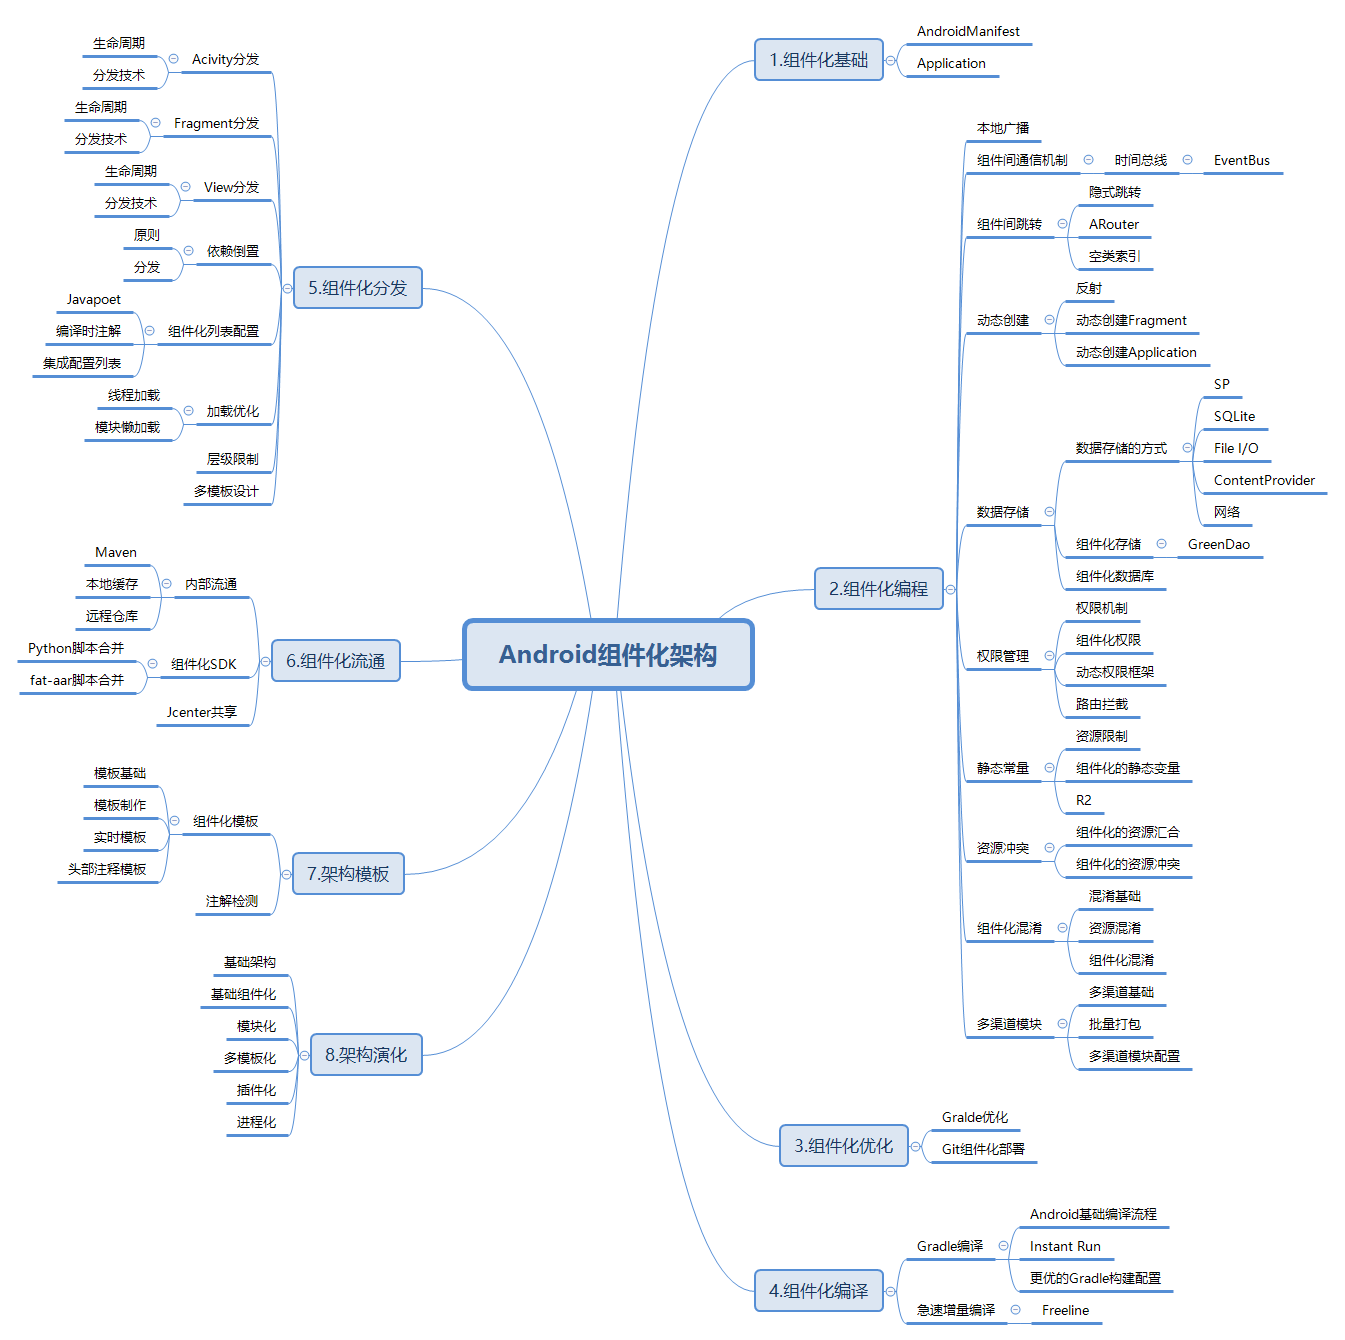 Android组件化架构
1.组件化基础
AndroidManifest
Application
2.组件化编程
本地广播
组件间通信机制
时间总线
EventBus
组件间跳转
隐式跳转
ARouter
空类索引
动态创建
反射
动态创建Fragment
动态创建Application
数据存储
数据存储的方式
SP
SQLite
File I/O
ContentProvider
网络
组件化存储
GreenDao
组件化数据库
权限管理
权限机制
组件化权限
动态权限框架
路由拦截
静态常量
资源限制
组件化的静态变量
R2
资源冲突
组件化的资源汇合
组件化的资源冲突
组件化混淆
混淆基础
资源混淆
组件化混淆
多渠道模块
多渠道基础
批量打包
多渠道模块配置
3.组件化优化
Gralde优化
Git组件化部署
4.组件化编译
Gradle编译
Android基础编译流程
Instant Run
更优的Gradle构建配置
急速增量编译
Freeline
5.组件化分发
Acivity分发
生命周期
分发技术
Fragment分发
生命周期
分发技术
View分发
生命周期
分发技术
依赖倒置
原则
分发
组件化列表配置
Javapoet
编译时注解
集成配置列表
加载优化
线程加载
模块懒加载
层级限制
多模板设计
6.组件化流通
内部流通
Maven
本地缓存
远程仓库
组件化SDK
Python脚本合并
fat-aar脚本合并
Jcenter共享
7.架构模板
组件化模板
模板基础
模板制作
实时模板
头部注释模板
注解检测
8.架构演化
基础架构
基础组件化
模块化
多模板化
插件化
进程化